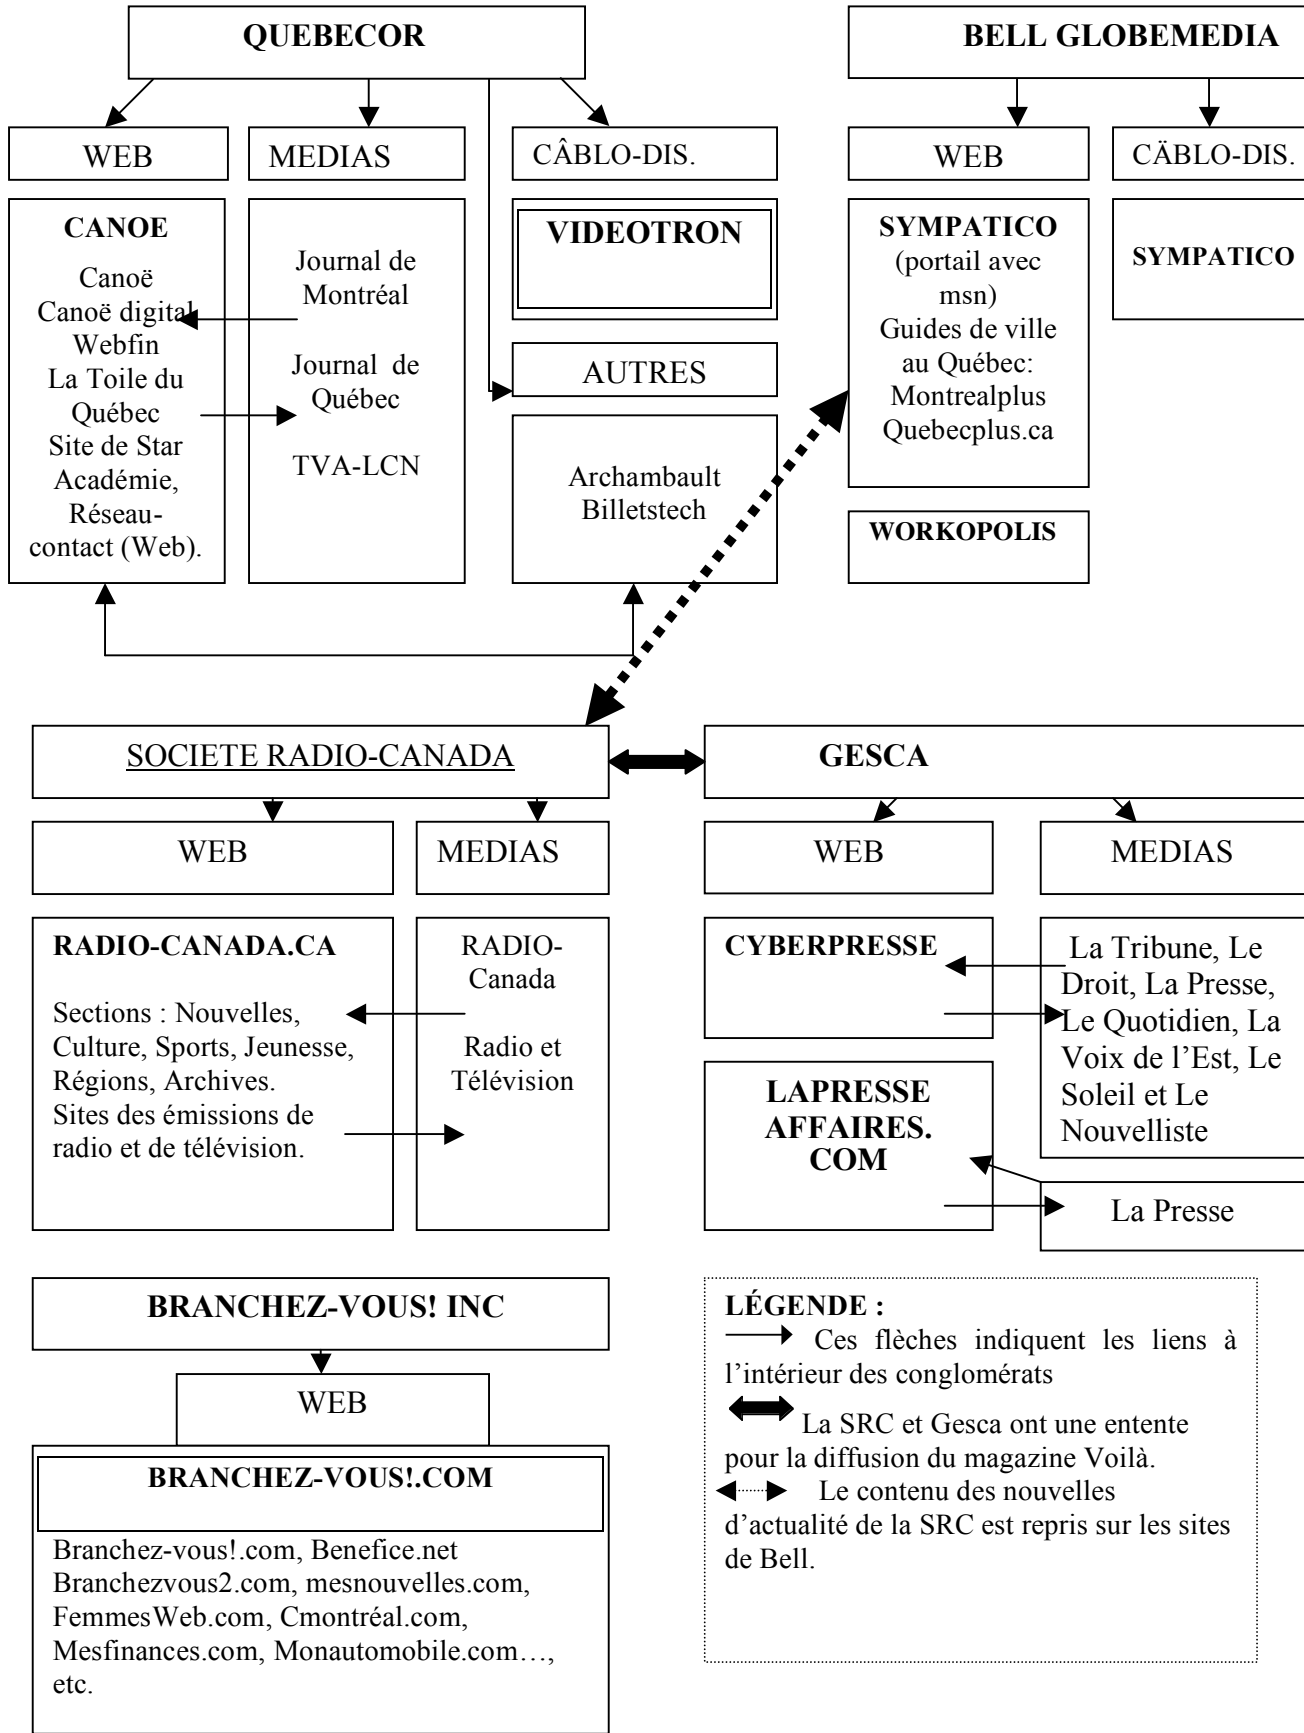 QUEBECOR
BELL GLOBEMEDIA
WEB
MEDIAS
CÂBLO-DIS.
WEB
CÄBLO-DIS.
CANOE
Canoë
Canoë digital
Webfin
La Toile du
Québec
Site de Star
Académie,
Réseau-
contact (Web).
Journal de
Montréal
Journal de
Québec
TVA-LCN
VIDEOTRON
AUTRES
Archambault
Billetstech
SYMPATICO
(portail avec
msn)
Guides de ville
au Québec:
Montrealplus
Quebecplus.ca
WORKOPOLIS
SYMPATICO
SOCIETE RADIO-CANADA
GESCA
WEB
MEDIAS
WEB
MEDIAS
RADIO-CANADA.CA
Sections : Nouvelles,
Culture, Sports, Jeunesse,
Régions, Archives.
Sites des émissions de
radio et de télévision.
RADIO-
Canada
Radio et
Télévision
CYBERPRESSE
LAPRESSE
AFFAIRES.
COM
La Tribune, Le
Droit, La Presse,
Le Quotidien, La
Voix de l’Est, Le
Soleil et Le
Nouvelliste
La Presse
BRANCHEZ-VOUS! INC
WEB
BRANCHEZ-VOUS!.COM
Branchez-vous!.com, Benefice.net
Branchezvous2.com, mesnouvelles.com,
FemmesWeb.com, Cmontréal.com,
Mesfinances.com, Monautomobile.com…,
etc.
LÉGENDE :
Ces flèches indiquent les liens à
l’intérieur des conglomérats
La SRC et Gesca ont une entente
pour la diffusion du magazine Voilà.
Le contenu des nouvelles
d’actualité de la SRC est repris sur les sites
de Bell.